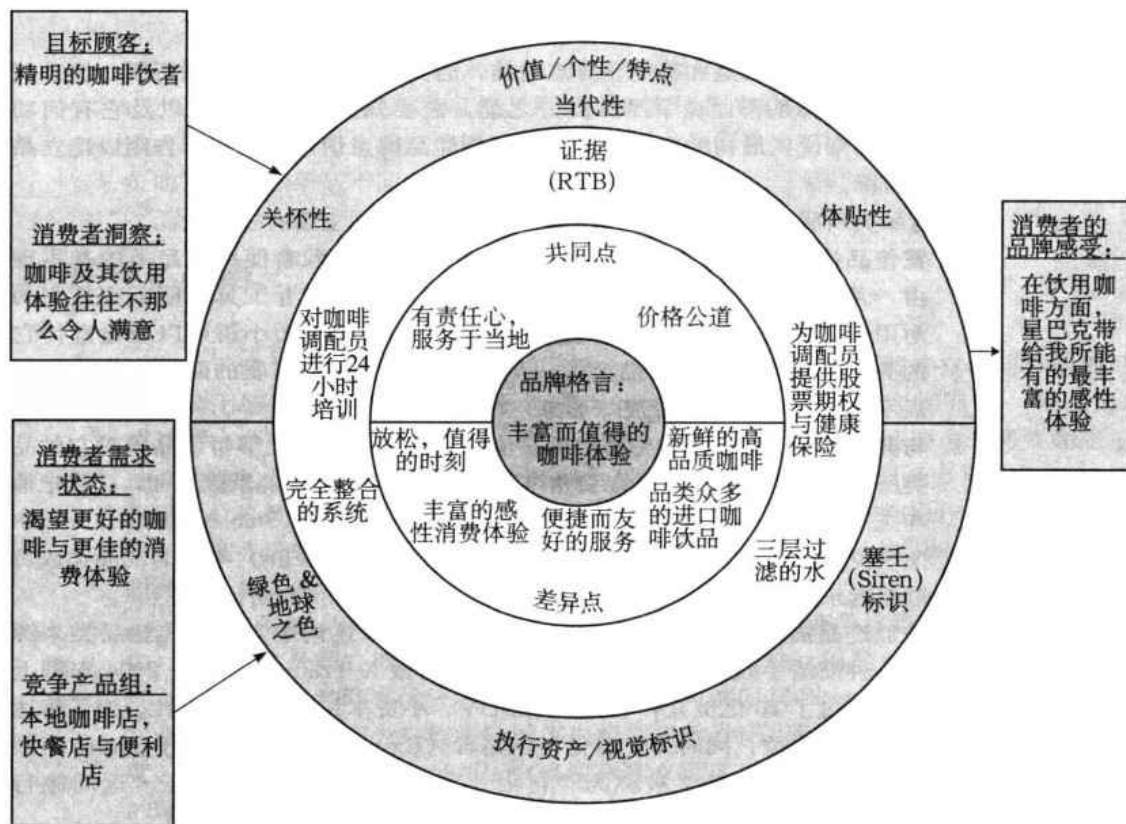 目标顾客：
精明的咖啡饮者
消费者洞察：
咖啡及其饮用
体验往往不那
么令人满意
消费者需求
状态：
渴望更好的咖
啡与更佳的消
费体验
竞争产品组：
本地咖啡店，
快餐店与便利
店
价值/个性/特点
当代性
关怀性
体贴性
证据
(RTB)
对咖啡
调配员
进行24
小时
培训
为咖啡
调配员
提供股
票期权
与健康
保险
完全整合
的系统
三层过
滤的水
共同点
有责任心，
服务于当地
价格公道
品牌格言：
丰富而值得的
咖啡体验
放松，值得
的时刻
新鲜的高
品质咖啡
丰富的感
性消费体验
便捷而友
好的服务
品类众多
的进口咖
啡饮品
差异点
绿色&
地球
之色
塞壬
(Siren)
标识
执行资产/视觉标识
消费者的
品牌感受：
在饮用咖
啡方面，
星巴克带
给我所能
有的最丰
富的感性
体验